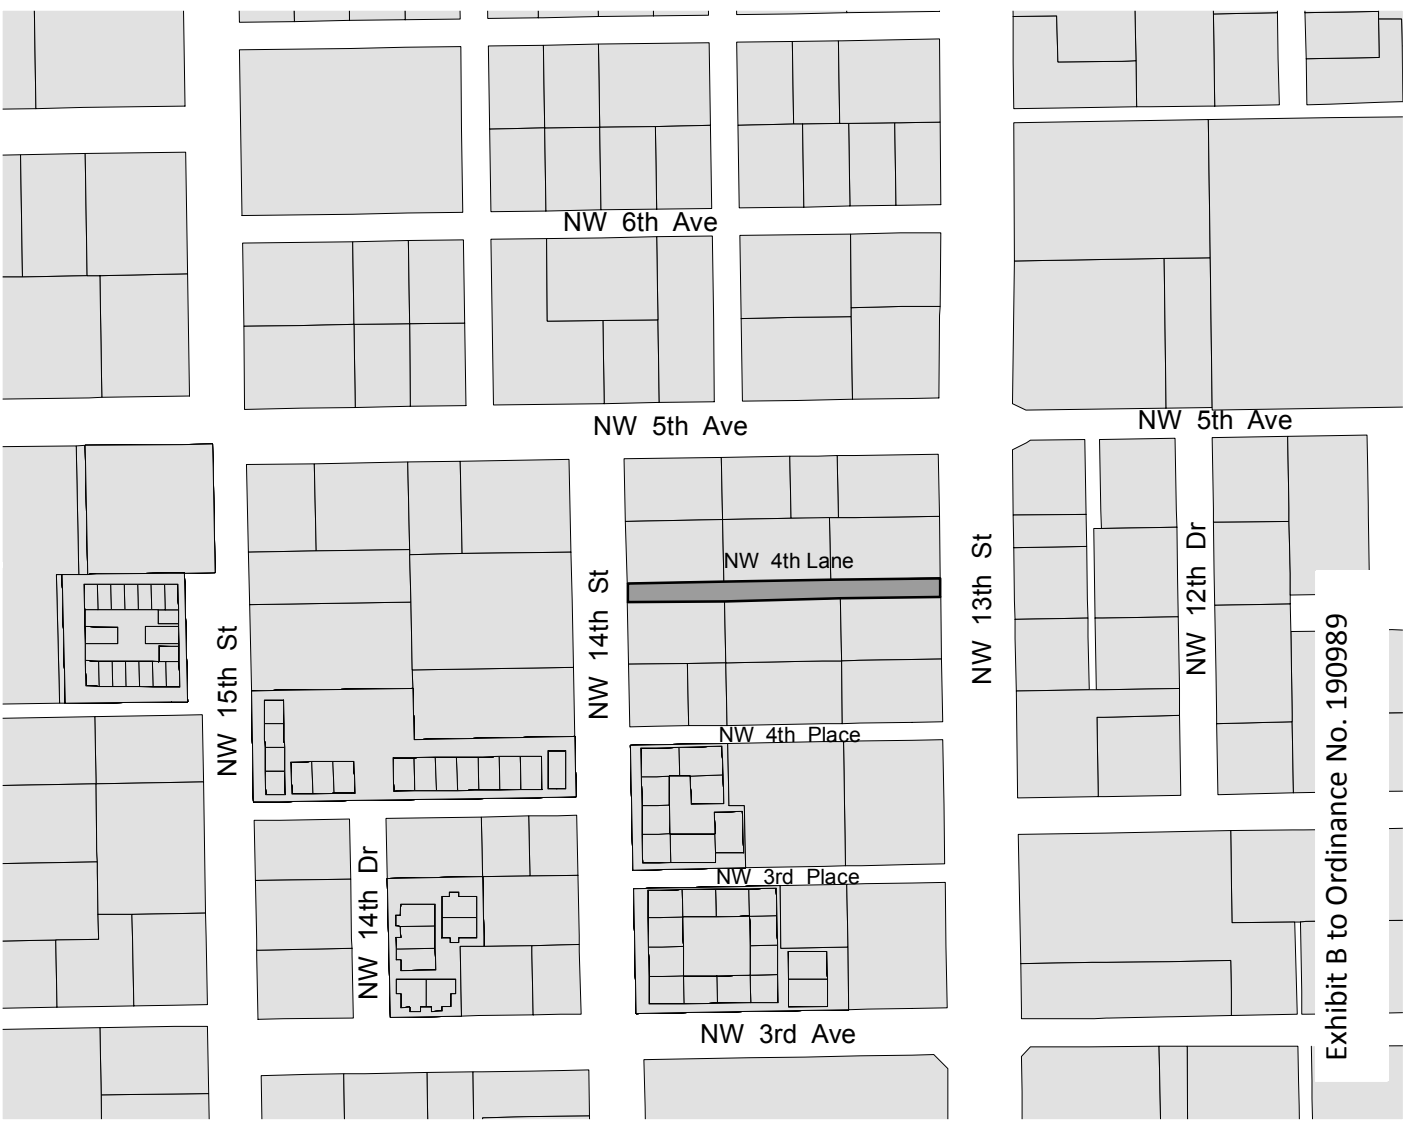 NW 6th Ave
NW 5th Ave
NW 5th Ave
NW 4th Lane
NW 15th St
NW 14th St
NW 13th St
NW 12th Dr
NW 4th Place
NW 14th Dr
NW 3rd Place
NW 3rd Ave
Exhibit B to Ordinance No. 190989